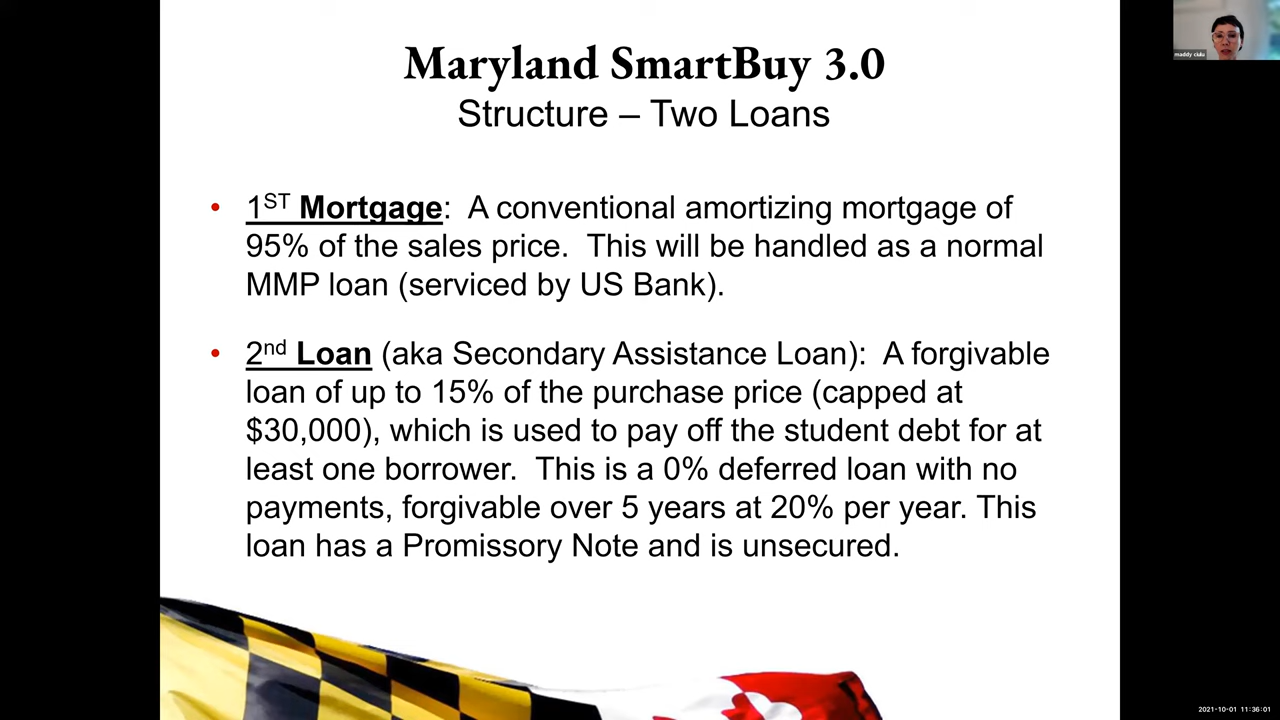 Maryland SmartBuy 3.0
Structure – Two Loans
maddy ciulu
• 1ST Mortgage:  A conventional amortizing mortgage of
95% of the sales price.  This will be handled as a normal
MMP loan (serviced by US Bank).
• 2nd Loan (aka Secondary Assistance Loan):  A forgivable
loan of up to 15% of the purchase price (capped at
$30,000), which is used to pay off the student debt for at
least one borrower.  This is a 0% deferred loan with no
payments, forgivable over 5 years at 20% per year. This
loan has a Promissory Note and is unsecured.
2021-10-01  11:36:01